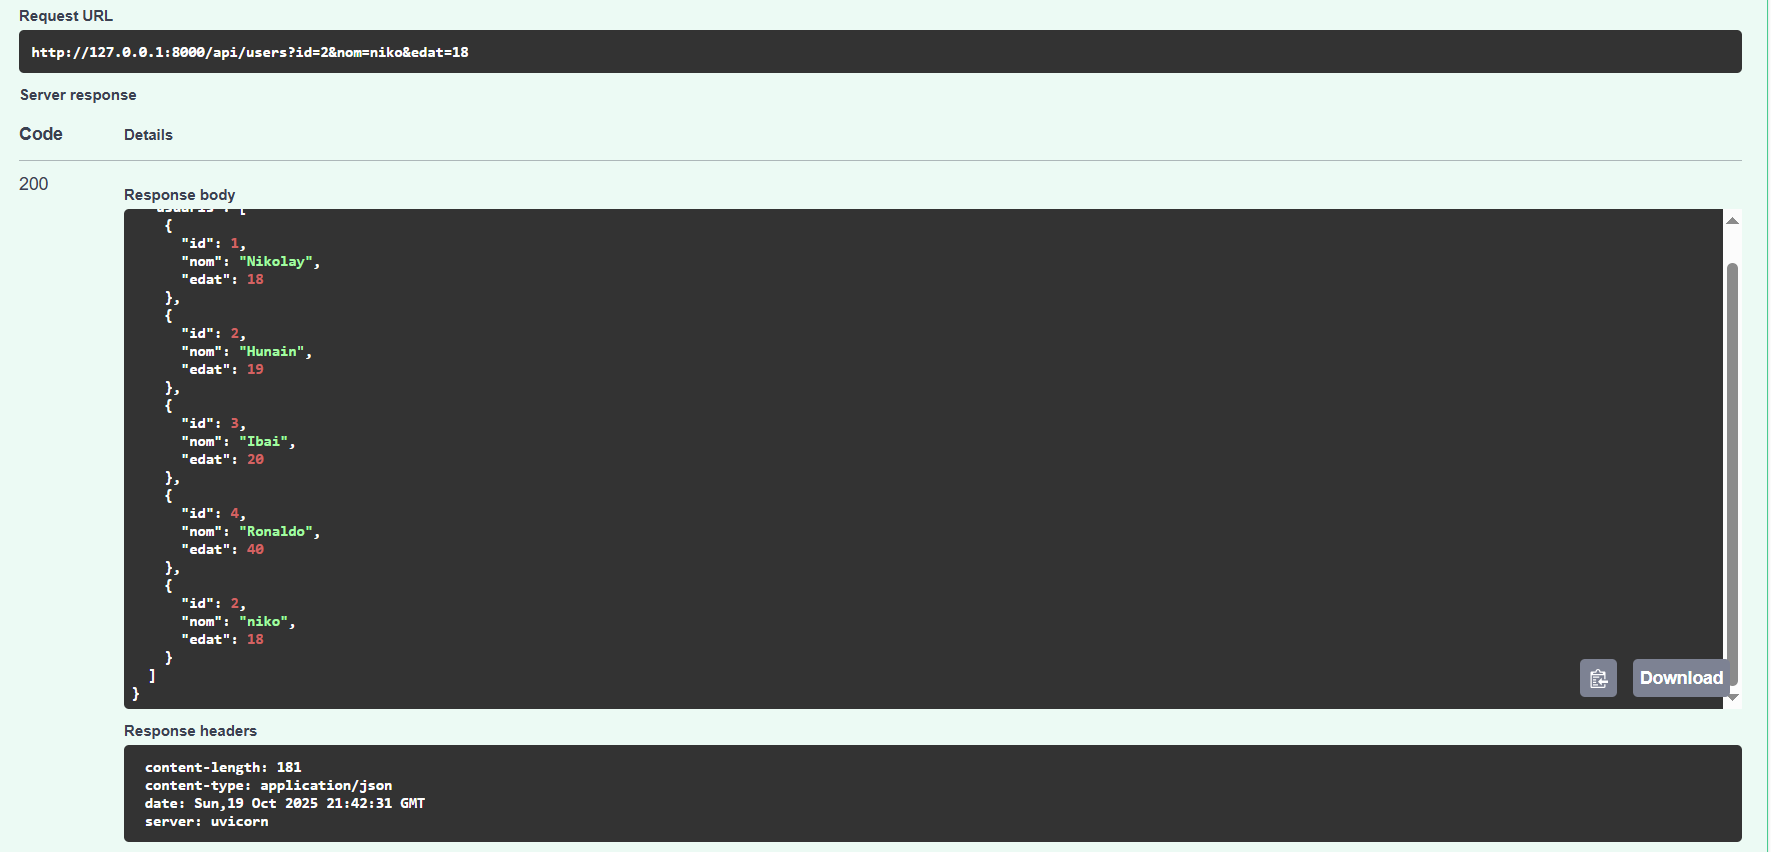 Request URL
http://127.0.0.1:8000/api/users?id=2&nom=niko&edat=18
Server response
Code Details
200
Response body
"usuaris": [
{
"id": 1,
"nom": "Nikolay",
"edat": 18
},
{
"id": 2,
"nom": "Hunain",
"edat": 19
},
{
"id": 3,
"nom": "Ibai",
"edat": 20
},
{
"id": 4,
"nom": "Ronaldo",
"edat": 40
},
{
"id": 2,
"nom": "niko",
"edat": 18
}
]
}
Download
Response headers
content-length: 181
content-type: application/json
date: Sun,19 Oct 2025 21:42:31 GMT
server: uvicorn